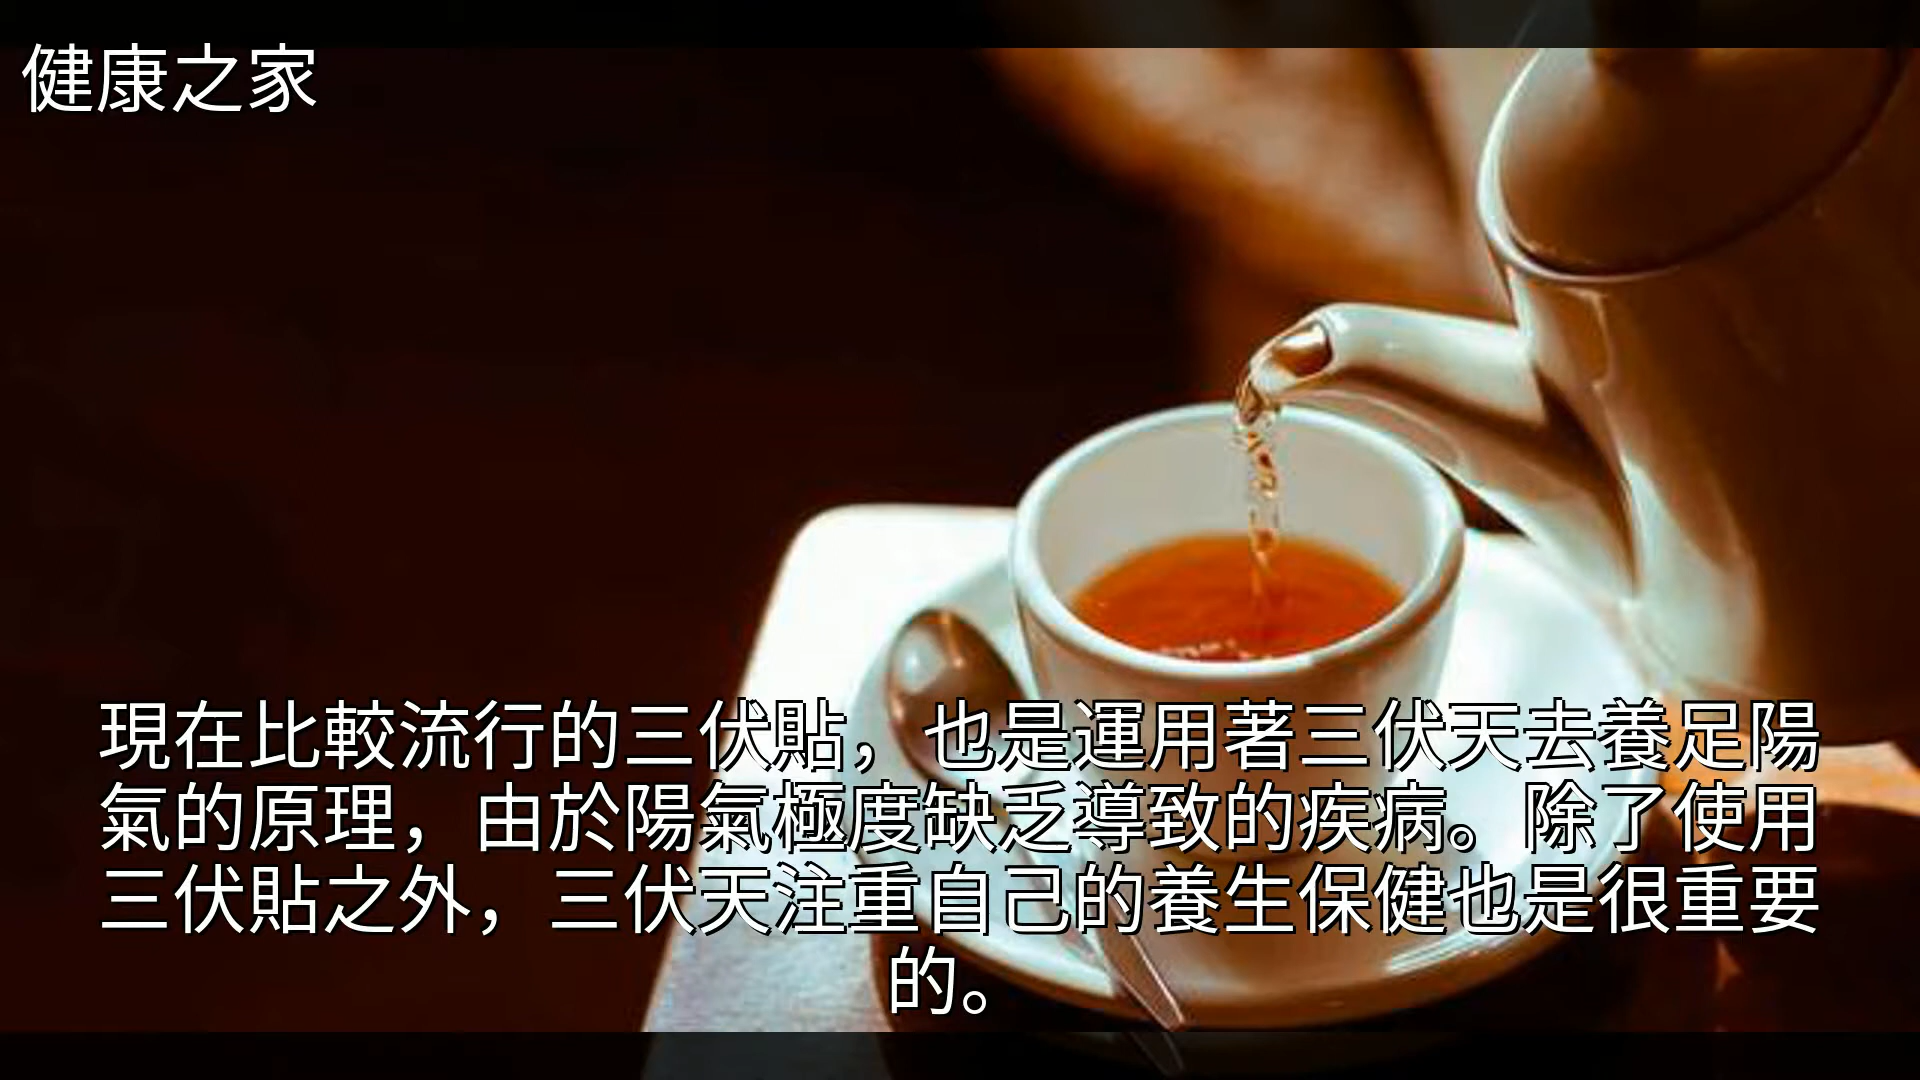 健康之家
現在比較流行的三伏貼，也是運用著三伏天去養足陽
氣的原理，由於陽氣極度缺乏導致的疾病。除了使用
三伏貼之外，三伏天注重自己的養生保健也是很重要
的。